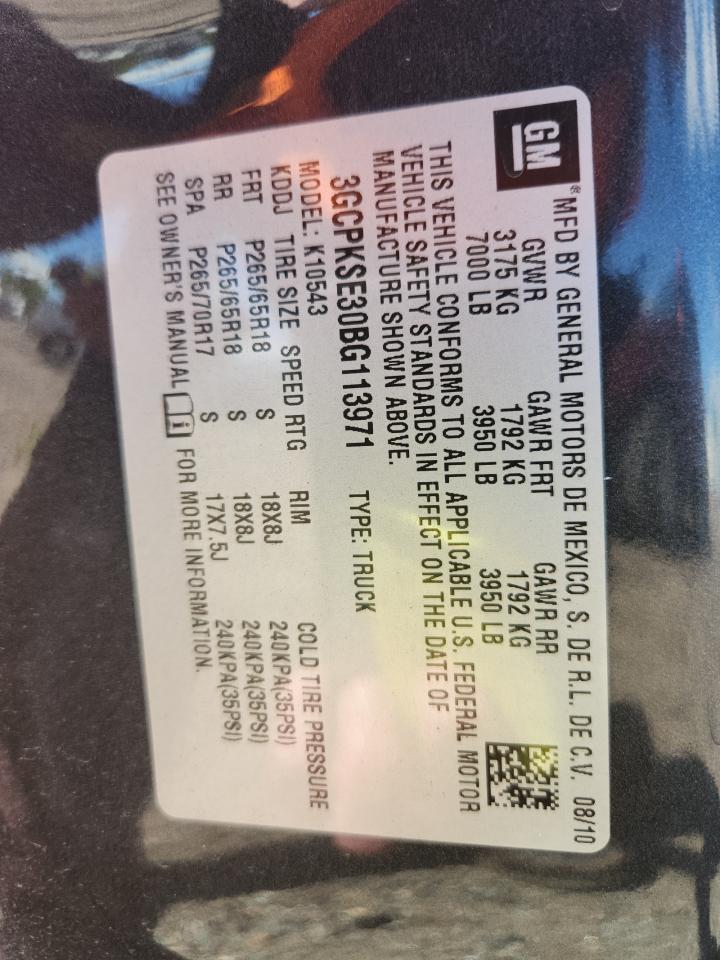 GM
® MFD BY GENERAL MOTORS DE MEXICO, S. DE R.L. DE C.V. 08/10
GVWR GAWR FRT GAWR RR
3175 KG 1792 KG 1792 KG
7000 LB 3950 LB 3950 LB
THIS VEHICLE CONFORMS TO ALL APPLICABLE U.S. FEDERAL MOTOR
VEHICLE SAFETY STANDARDS IN EFFECT ON THE DATE OF
MANUFACTURE SHOWN ABOVE.
3GCPKSE30BG113971 TYPE: TRUCK
MODEL: K10543
KDDJ TIRE SIZE SPEED RTG RIM COLD TIRE PRESSURE
FRT P265/65R18 S 18X8J 240KPA(35PSI)
RR P265/65R18 S 18X8J 240KPA(35PSI)
SPA P265/70R17 S 17X7.5J 240KPA(35PSI)
SEE OWNER'S MANUAL FOR MORE INFORMATION.